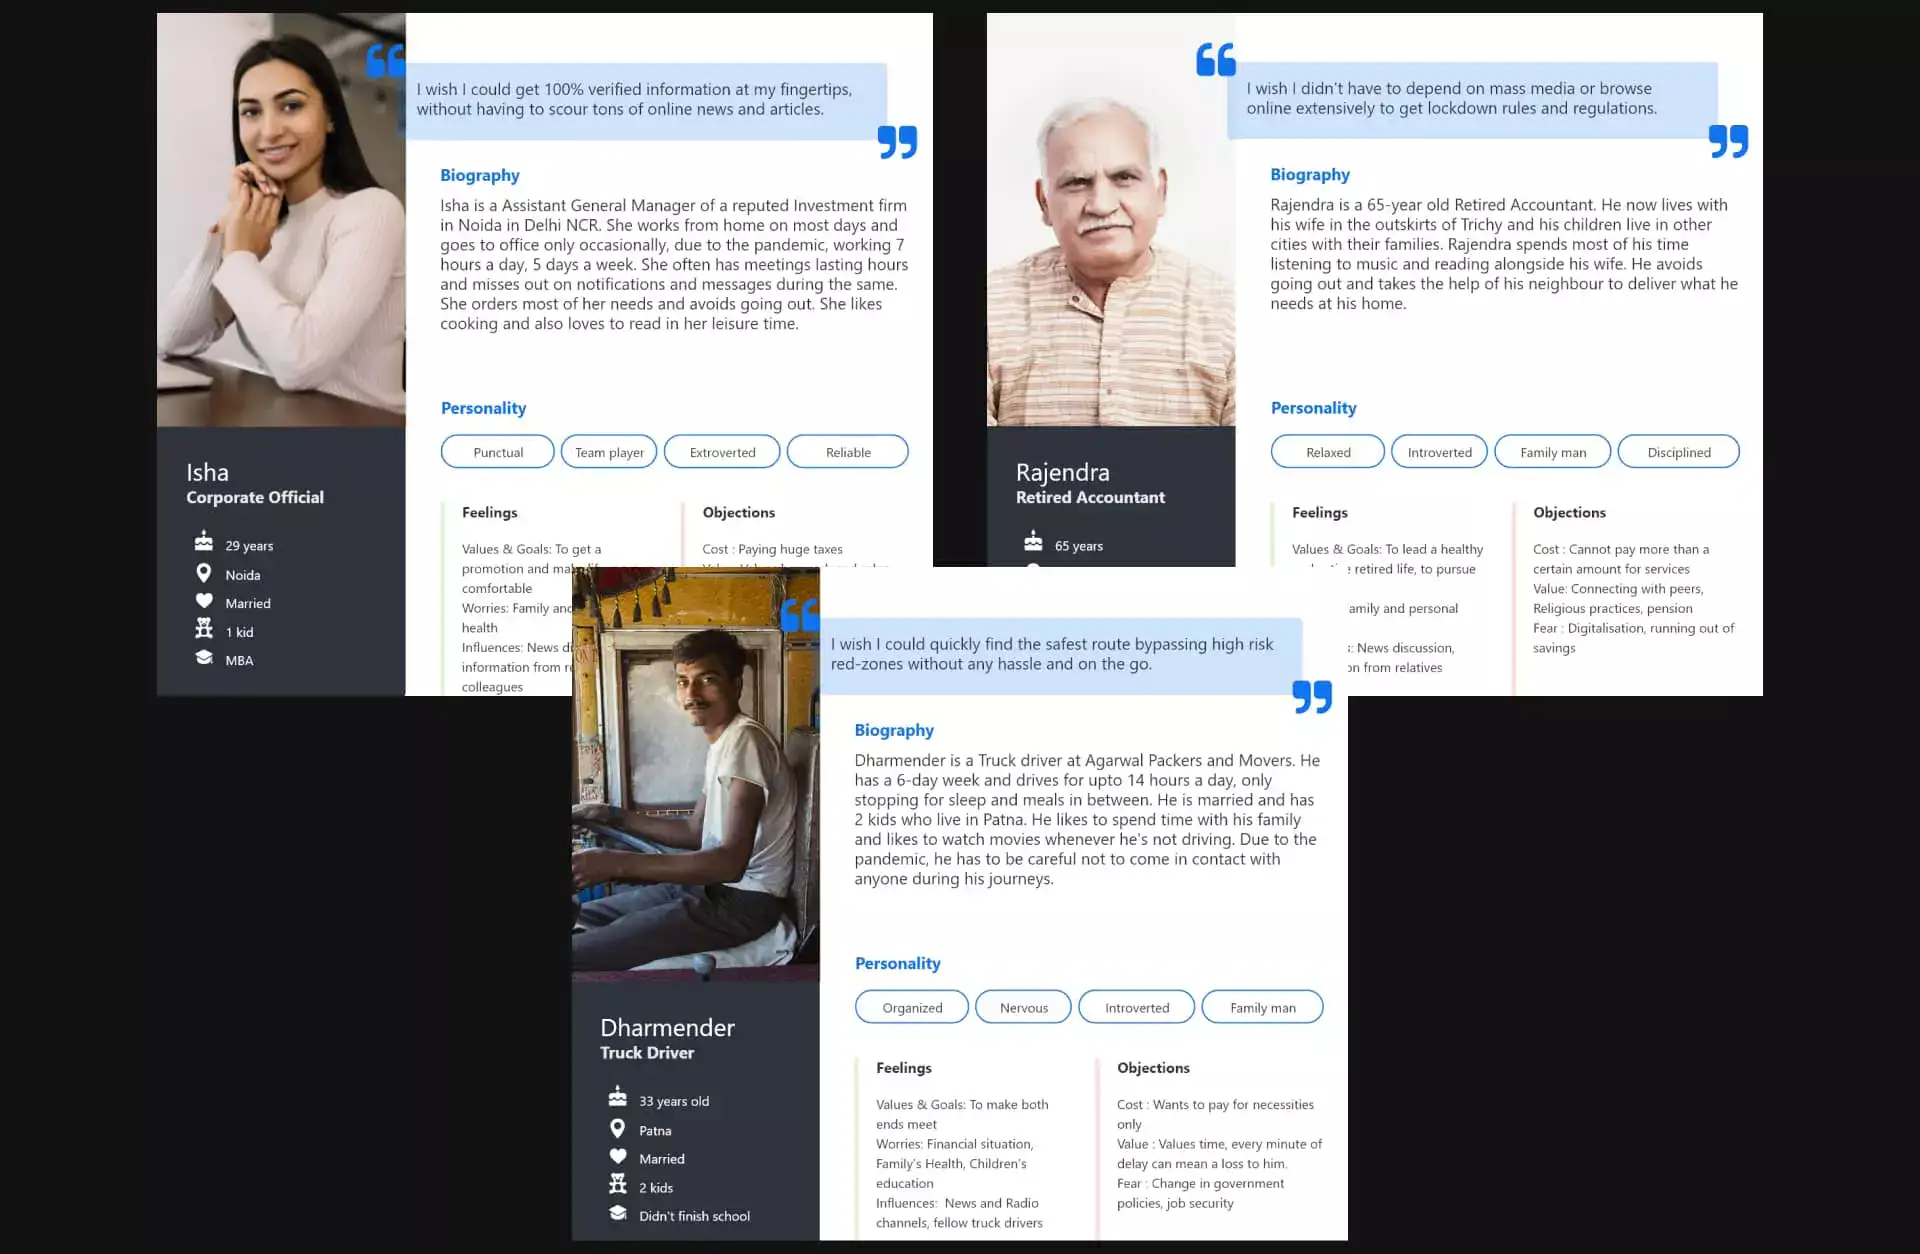 I wish I could get 100% verified information at my fingertips,
without having to scour tons of online news and articles.
Biography
Isha is a Assistant General Manager of a reputed Investment firm
in Noida in Delhi NCR. She works from home on most days and
goes to office only occasionally, due to the pandemic, working 7
hours a day, 5 days a week. She often has meetings lasting hours
and misses out on notifications and messages during the same.
She orders most of her needs and avoids going out. She likes
cooking and also loves to read in her leisure time.
Personality
Punctual
Team player
Extroverted
Reliable
Isha
Corporate Official
29 years
Noida
Married
1 kid
MBA
Feelings
Values & Goals: To get a
promotion and make
comfortable
Worries: Family and
health
Influences: News
information from
colleagues
Objections
Cost : Paying huge taxes
I wish I didn't have to depend on mass media or browse
online extensively to get lockdown rules and regulations.
Biography
Rajendra is a 65-year old Retired Accountant. He now lives with
his wife in the outskirts of Trichy and his children live in other
cities with their families. Rajendra spends most of his time
listening to music and reading alongside his wife. He avoids
going out and takes the help of his neighbour to deliver what he
needs at his home.
Personality
Relaxed
Introverted
Family man
Disciplined
Rajendra
Retired Accountant
65 years
Feelings
Values & Goals: To lead a healthy
retired life, to pursue
amily and personal
s: News discussion,
on from relatives
Objections
Cost : Cannot pay more than a
certain amount for services
Value: Connecting with peers,
Religious practices, pension
Fear : Digitalisation, running out of
savings
I wish I could quickly find the safest route bypassing high risk
red-zones without any hassle and on the go.
Biography
Dharmender is a Truck driver at Agarwal Packers and Movers. He
has a 6-day week and drives for upto 14 hours a day, only
stopping for sleep and meals in between. He is married and has
2 kids who live in Patna. He likes to spend time with his family
and likes to watch movies whenever he's not driving. Due to the
pandemic, he has to be careful not to come in contact with
anyone during his journeys.
Personality
Organized
Nervous
Introverted
Family man
Dharmender
Truck Driver
33 years old
Patna
Married
2 kids
Didn't finish school
Feelings
Values & Goals: To make both
ends meet
Worries: Financial situation,
Family's Health, Children's
education
Influences: News and Radio
channels, fellow truck drivers
Objections
Cost : Wants to pay for necessities
only
Value : Values time, every minute of
delay can mean a loss to him.
Fear : Change in government
policies, job security